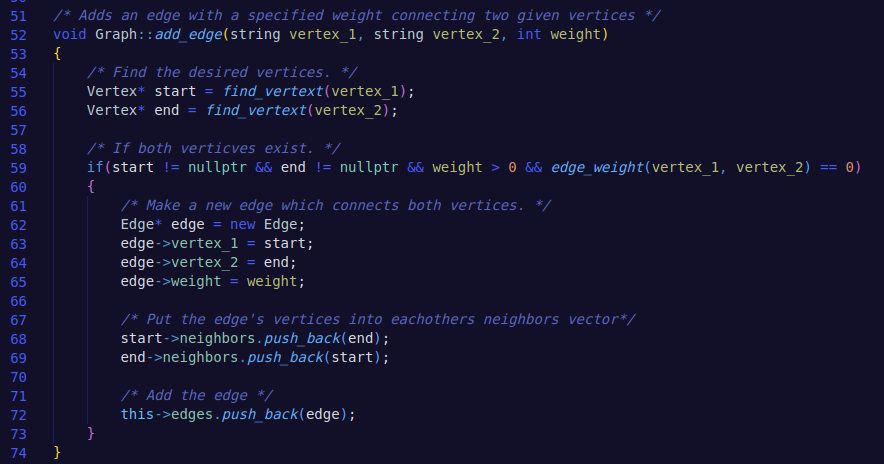 51 /* Adds an edge with a specified weight connecting two given vertices */
52 void Graph::add_edge(string vertex_1, string vertex_2, int weight)
53 {
54     /* Find the desired vertices. */
55     Vertex* start = find_vertext(vertex_1);
56     Vertex* end = find_vertext(vertex_2);
57
58     /* If both verticves exist. */
59     if(start != nullptr && end != nullptr && weight > 0 && edge_weight(vertex_1, vertex_2) == 0)
60     {
61         /* Make a new edge which connects both vertices. */
62         Edge* edge = new Edge;
63         edge->vertex_1 = start;
64         edge->vertex_2 = end;
65         edge->weight = weight;
66
67         /* Put the edge's vertices into eachothers neighbors vector*/
68         start->neighbors.push_back(end);
69         end->neighbors.push_back(start);
70
71         /* Add the edge */
72         this->edges.push_back(edge);
73     }
74 }